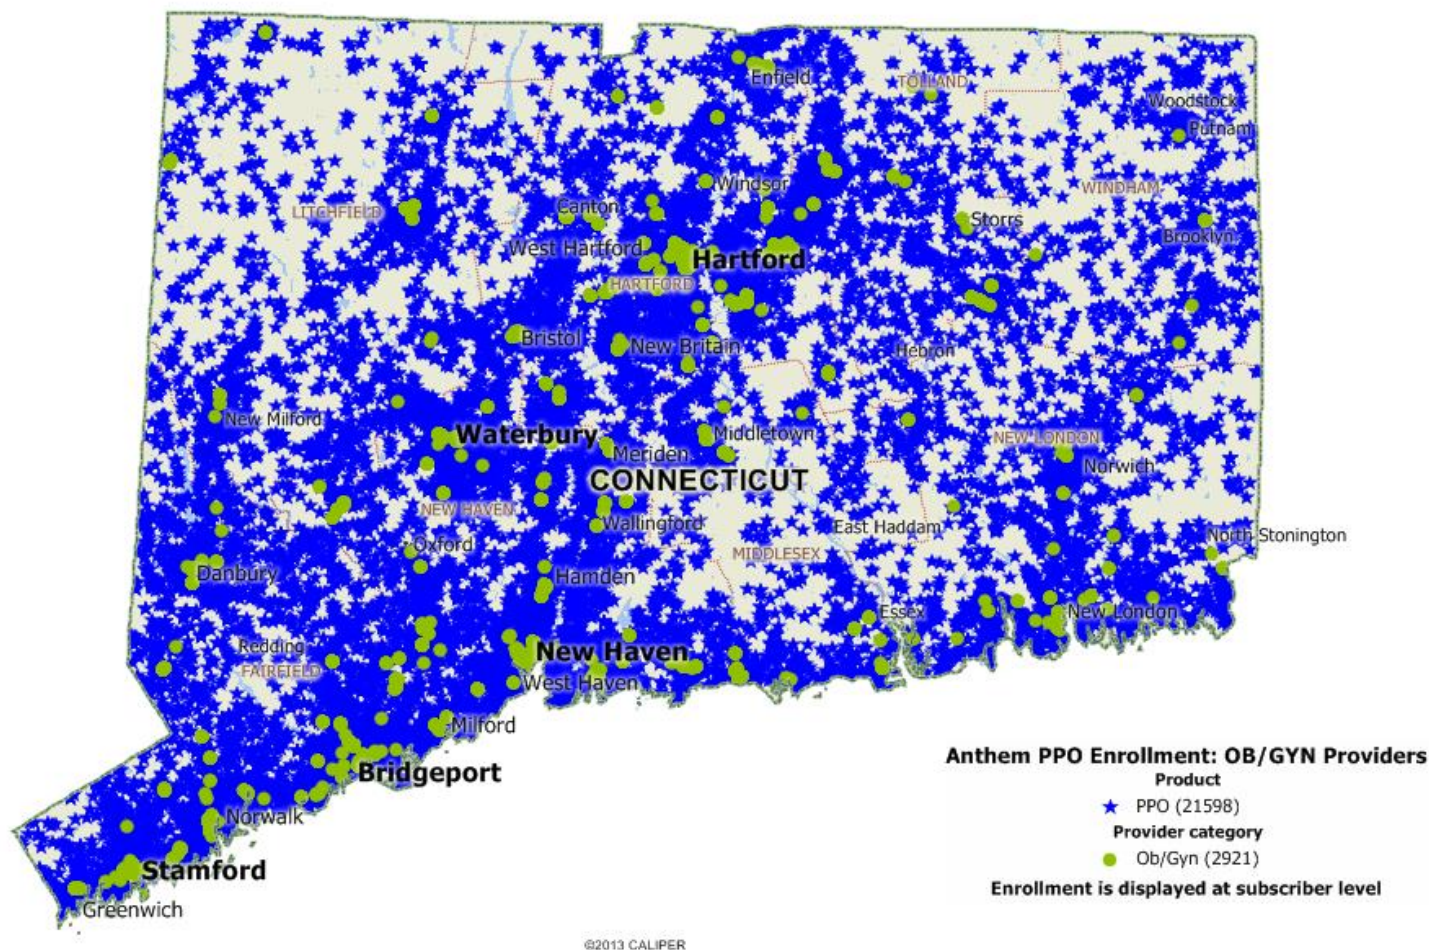 Enfield
TOLLAND
Woodstock
Putnam
Windsor
WINDHAM
LITCHFIELD
Canton
Storrs
West Hartford
Hartford
Brooklyn
HARTFORD
Bristol
New Britain
Hebron
New Milford
Waterbury
Middletown
NEW LONDON
Meriden
Norwich
CONNECTICUT
NEW HAVEN
Wallingford
East Haddam
North Stonington
Oxford
MIDDLESEX
Danbury
Hamden
Essex
New London
Redding
New Haven
FAIRFIELD
West Haven
Milford
Bridgeport
Norwalk
Stamford
Greenwich
Anthem PPO Enrollment: OB/GYN Providers
Product
PPO (21598)
Provider category
Ob/Gyn (2921)
Enrollment is displayed at subscriber level
©2013 CALIPER